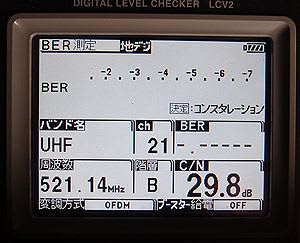 DIGITAL LEVEL CHECKER LCV2
BER測定 地デジ
-2 -3 -4 -5 -6 -7
BER
決定:コンスタレーション
バンド名 ch BER
UHF 21 -.-----
周波数 階層 C/N
521.14MHz B 29.8dB
変調方式 OFDM ブースター給電 OFF